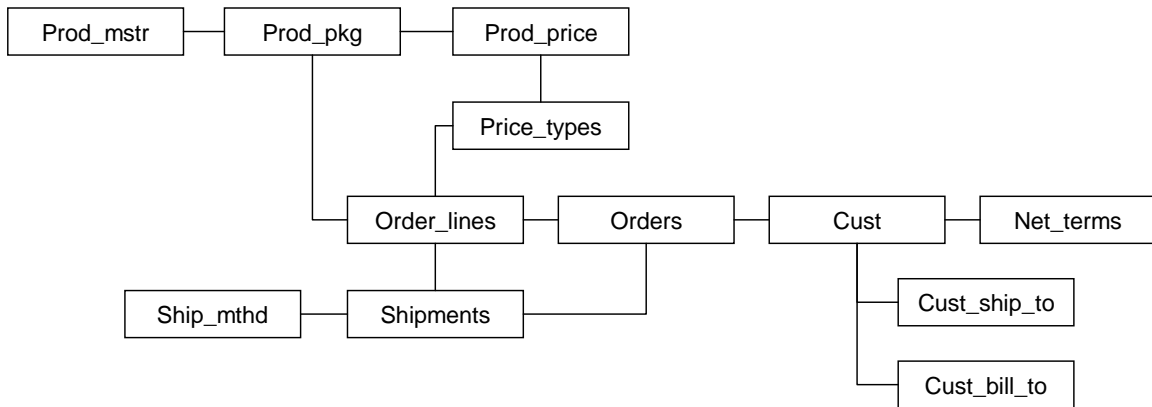 Prod_mstr
Prod_pkg
Prod_price
Price_types
Order_lines
Orders
Cust
Net_terms
Ship_mthd
Shipments
Cust_ship_to
Cust_bill_to